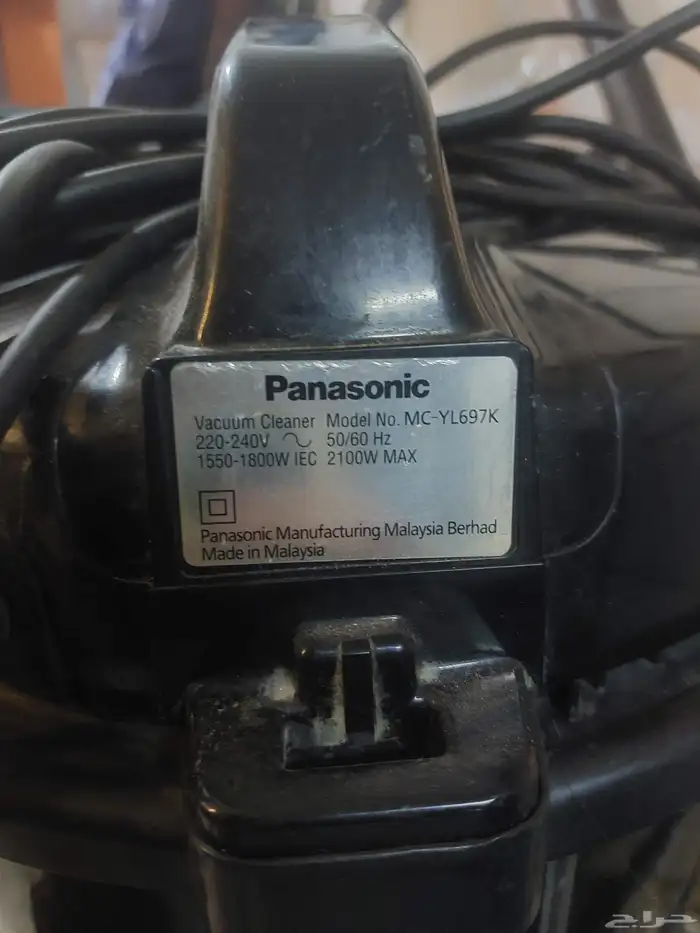 Panasonic
Vacuum Cleaner Model No. MC-YL697K
220-240V ~ 50/60 Hz
1550-1800W IEC 2100W MAX
Panasonic Manufacturing Malaysia Berhad
Made in Malaysia
حراج